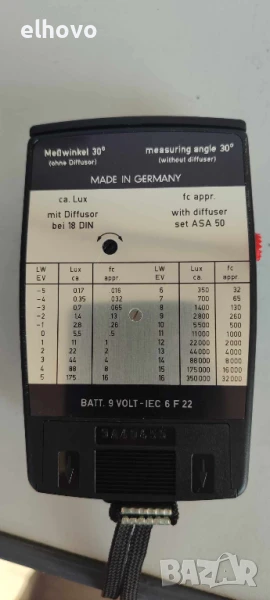 elhovo
Meßwinkel 30° measuring angle 30°
(ohne Diffusor) (without diffuser)
MADE IN GERMANY
ca. Lux fc appr.
mit Diffusor with diffuser
bei 18 DIN set ASA 50
LW Lux fc LW Lux fc
EV ca appr. EV ca appr.
-5 0.17 .016 6 350 32
-4 0.35 .032 7 700 65
-3 0.7 .065 8 1400 130
-2 1.4 .13 9 2800 260
-1 2.8 .26 10 5500 500
0 5.5 .5 11 11000 1000
1 11 1 12 22000 2000
2 22 2 13 44000 4000
3 44 4 14 88000 8000
4 88 8 15 175000 16000
5 175 16 16 350000 32000
BATT. 9 VOLT-IEC 6 F 22
bazar.bg